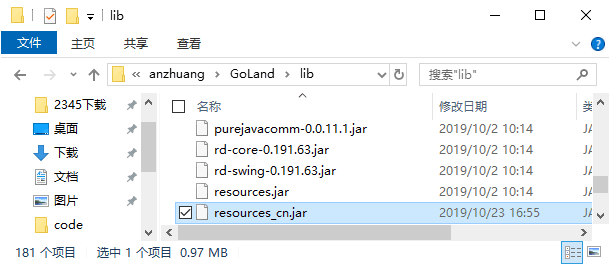 lib
文件 主页 共享 查看
« anzhuang › GoLand › lib 搜索"lib"
名称 修改日期 类
2345下载
purejavacomm-0.0.11.1.jar 2019/10/2 10:14 JA
桌面
rd-core-0.191.63.jar 2019/10/2 10:14 JA
下载
rd-swing-0.191.63.jar 2019/10/2 10:14 JA
文档
resources.jar 2019/10/2 10:14 JA
图片
resources_cn.jar 2019/10/23 16:55 JA
code
181 个项目 选中 1 个项目 0.97 MB